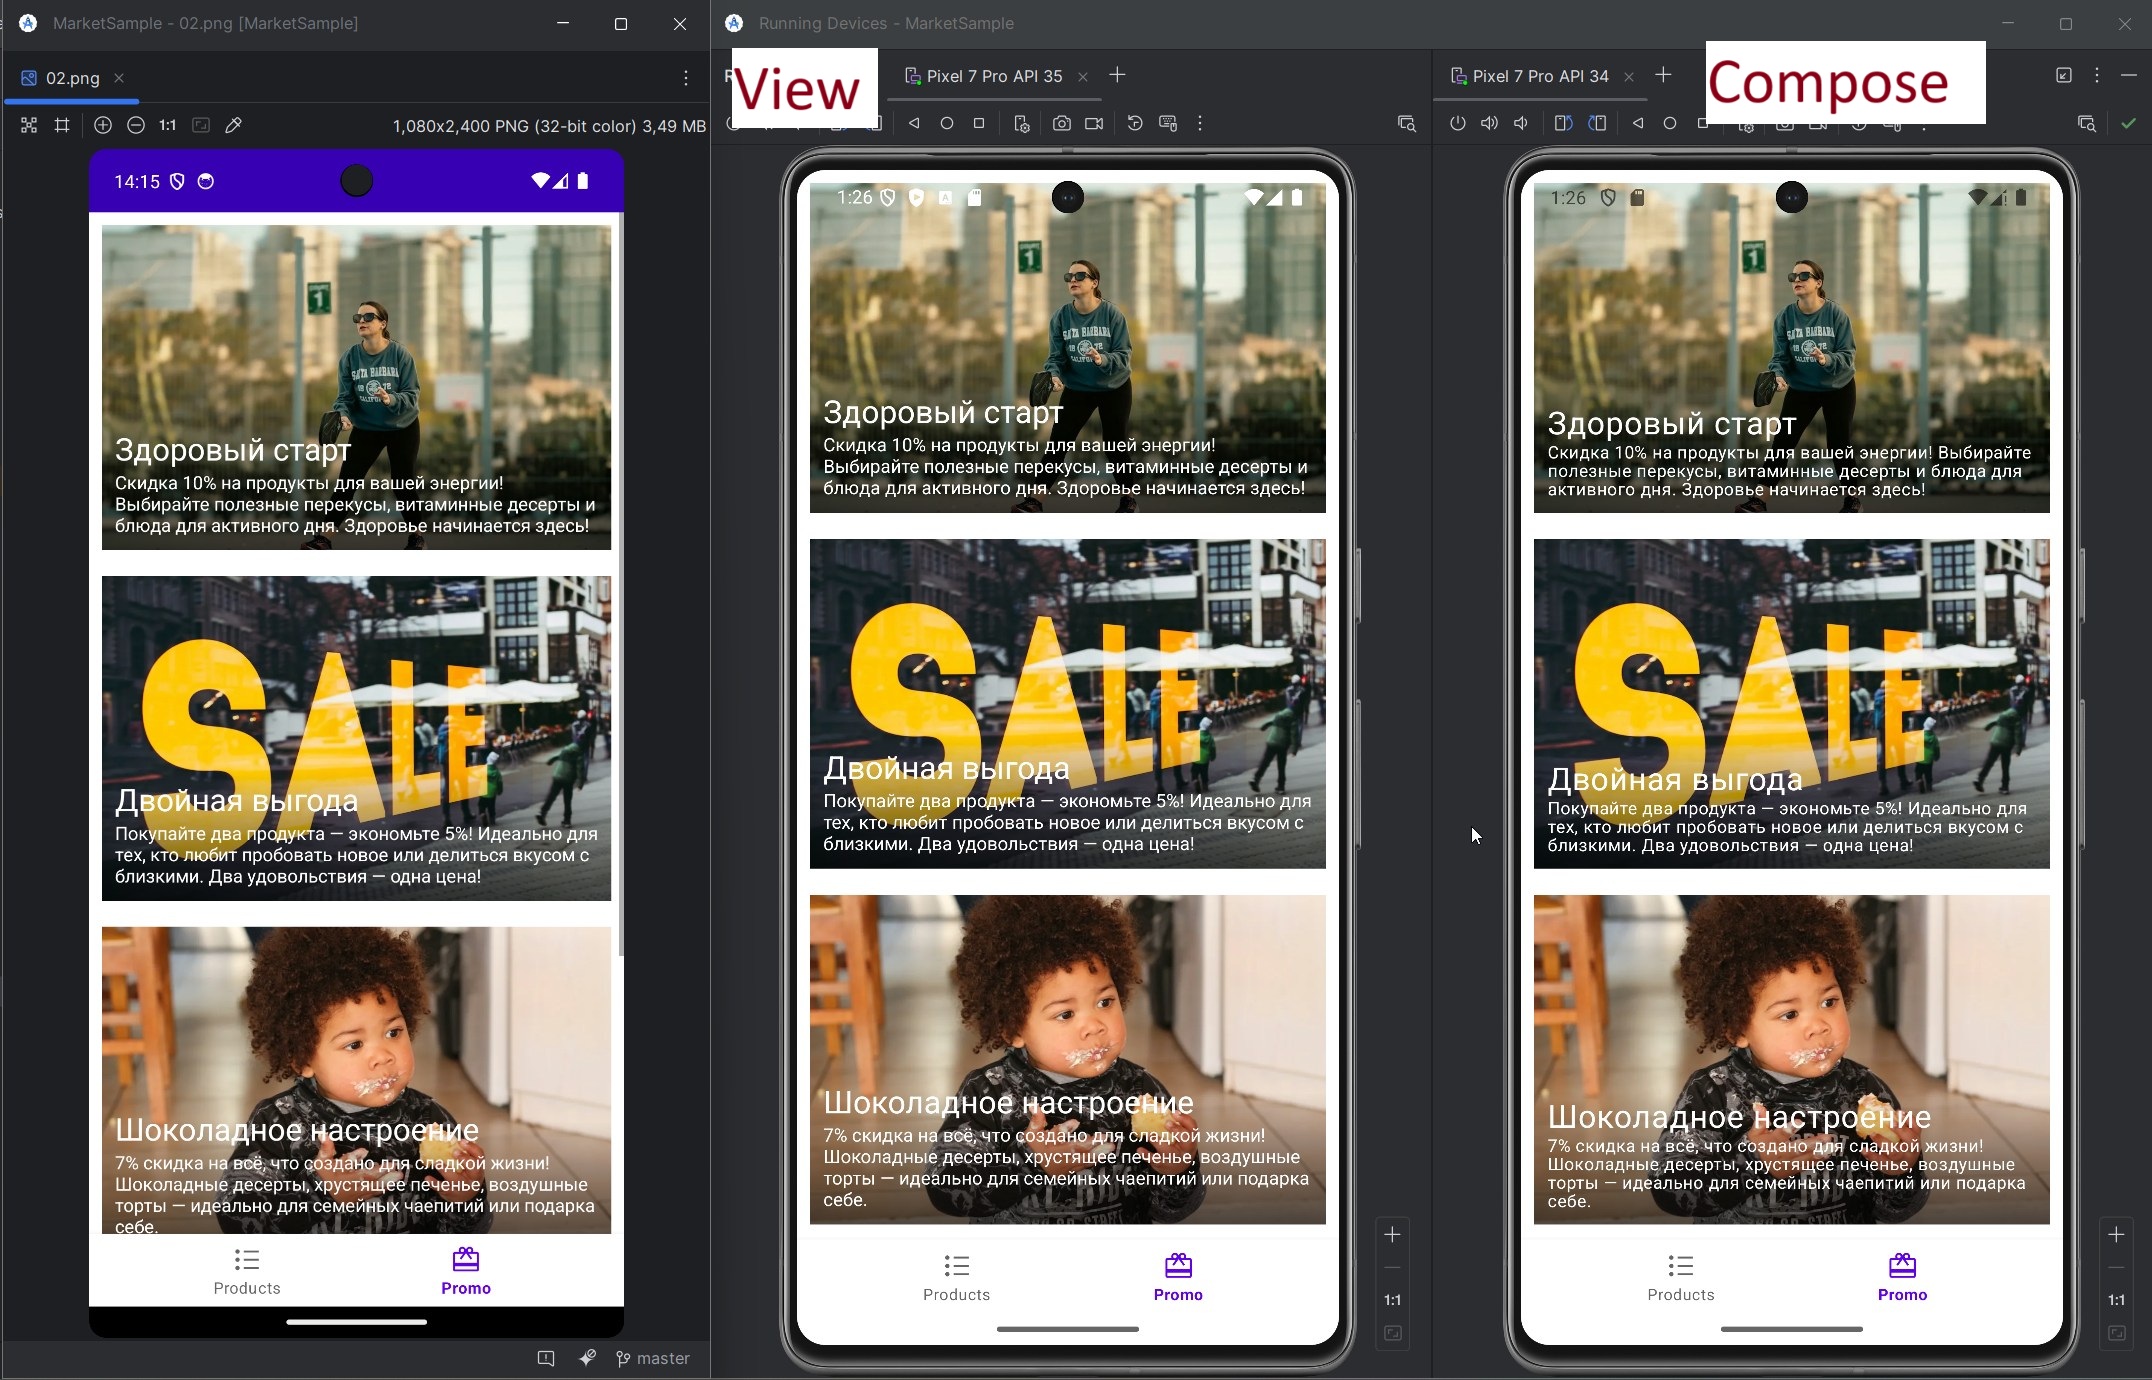 MarketSample - 02.png [MarketSample]
02.png
1:1
1,080x2,400 PNG (32-bit color) 3,49 MB
14:15
1
SANTA BARBARA
CALIFORNIA
Здоровый старт
Скидка 10% на продукты для вашей энергии!
Выбирайте полезные перекусы, витаминные десерты и
блюда для активного дня. Здоровье начинается здесь!
SALE
Двойная выгода
Покупайте два продукта — экономьте 5%! Идеально для
тех, кто любит пробовать новое или делиться вкусом с
близкими. Два удовольствия — одна цена!
Шоколадное настроение
7% скидка на всё, что создано для сладкой жизни!
Шоколадные десерты, хрустящее печенье, воздушные
торты — идеально для семейных чаепитий или подарка
себе.
Products
Promo
master
Running Devices - MarketSample
View
Pixel 7 Pro API 35
1:26
A
1
SANTA BARBARA
CALIFORNIA
Здоровый старт
Скидка 10% на продукты для вашей энергии!
Выбирайте полезные перекусы, витаминные десерты и
блюда для активного дня. Здоровье начинается здесь!
SALE
Двойная выгода
Покупайте два продукта — экономьте 5%! Идеально для
тех, кто любит пробовать новое или делиться вкусом с
близкими. Два удовольствия — одна цена!
Шоколадное настроение
7% скидка на всё, что создано для сладкой жизни!
Шоколадные десерты, хрустящее печенье, воздушные
торты — идеально для семейных чаепитий или подарка
себе.
Products
Promo
1:1
Pixel 7 Pro API 34
Compose
1:26
1
SANTA BARBARA
CALIFORNIA
Здоровый старт
Скидка 10% на продукты для вашей энергии! Выбирайте
полезные перекусы, витаминные десерты и блюда для
активного дня. Здоровье начинается здесь!
SALE
Двойная выгода
Покупайте два продукта — экономьте 5%! Идеально для
тех, кто любит пробовать новое или делиться вкусом с
близкими. Два удовольствия — одна цена!
Шоколадное настроение
7% скидка на всё, что создано для сладкой жизни!
Шоколадные десерты, хрустящее печенье, воздушные
торты — идеально для семейных чаепитий или подарка
себе.
Products
Promo
1:1